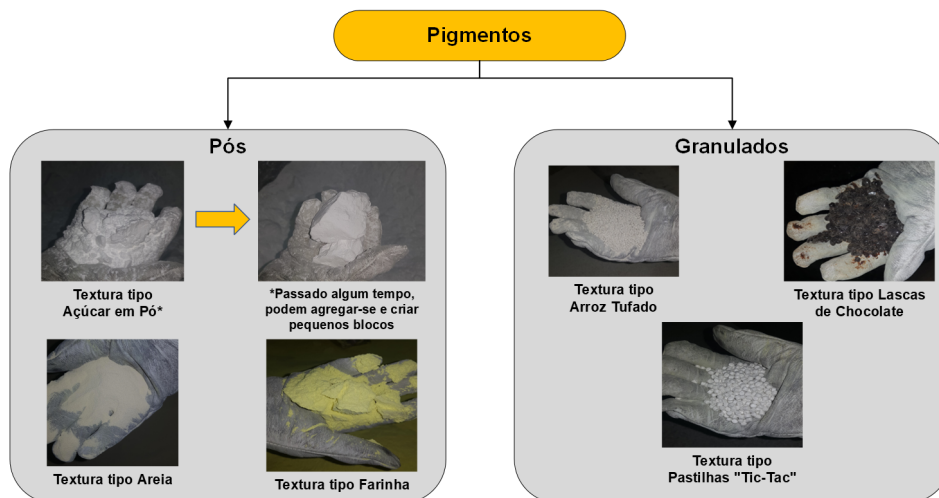 Pigmentos
Pós
Textura tipo
Açúcar em Pó*
*Passado algum tempo,
podem agregar-se e criar
pequenos blocos
Textura tipo Areia
Textura tipo Farinha
Granulados
Textura tipo
Arroz Tufado
Textura tipo Lascas
de Chocolate
Textura tipo
Pastilhas "Tic-Tac"